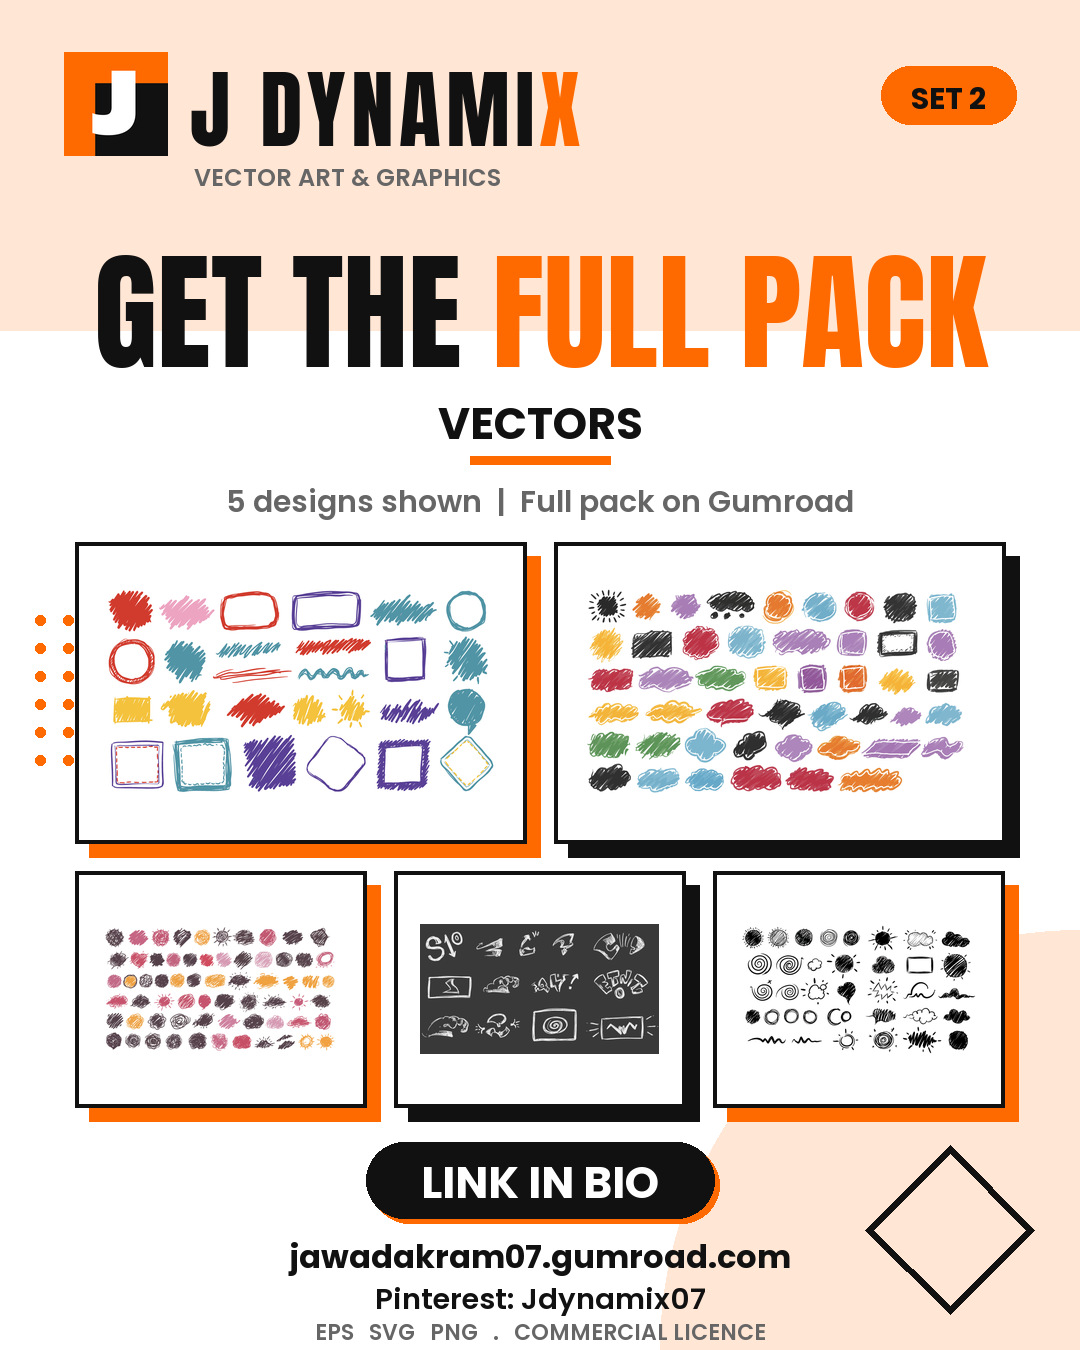 J
J DYNAMIX
SET 2
VECTOR ART & GRAPHICS
GET THE FULL PACK
VECTORS
5 designs shown | Full pack on Gumroad
LINK IN BIO
jawadakram07.gumroad.com
Pinterest: Jdynamix07
EPS SVG PNG . COMMERCIAL LICENCE